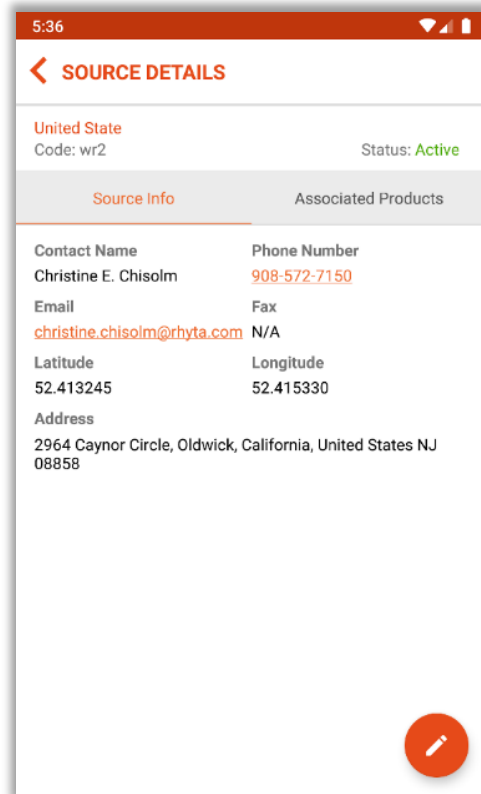 5:36
SOURCE DETAILS
United State
Code: wr2
Status: Active
Source Info
Associated Products
Contact Name
Phone Number
Christine E. Chisolm
908-572-7150
Email
Fax
christine.chisolm@rhyta.com
N/A
Latitude
Longitude
52.413245
52.415330
Address
2964 Caynor Circle, Oldwick, California, United States NJ
08858